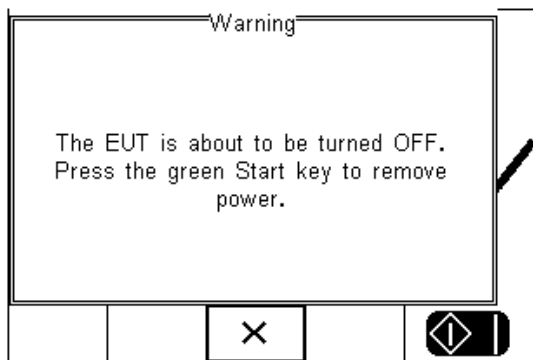 Warning
The EUT is about to be turned OFF.
Press the green Start key to remove
power.